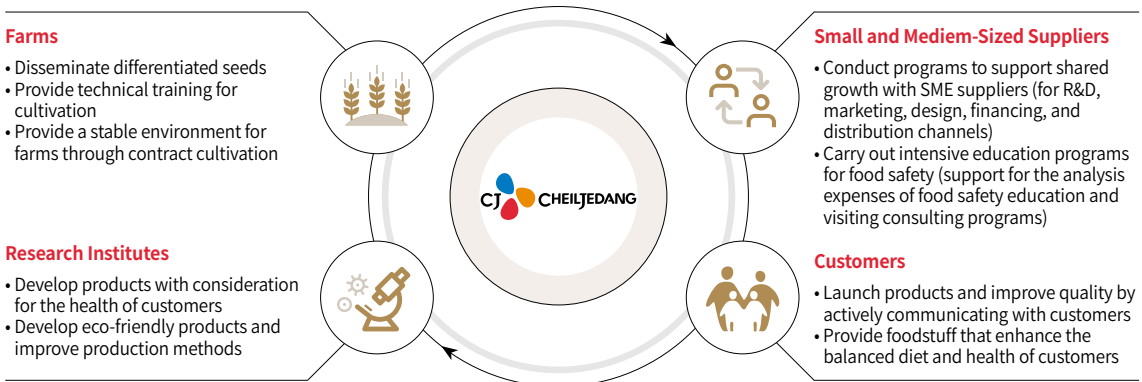 Farms
• Disseminate differentiated seeds
• Provide technical training for
cultivation
• Provide a stable environment for
farms through contract cultivation
Small and Mediem-Sized Suppliers
• Conduct programs to support shared
growth with SME suppliers (for R&D,
marketing, design, financing, and
distribution channels)
• Carry out intensive education programs
for food safety (support for the analysis
expenses of food safety education and
visiting consulting programs)
CJ CHEILJEDANG
Research Institutes
• Develop products with consideration
for the health of customers
• Develop eco-friendly products and
improve production methods
Customers
• Launch products and improve quality by
actively communicating with customers
• Provide foodstuff that enhance the
balanced diet and health of customers